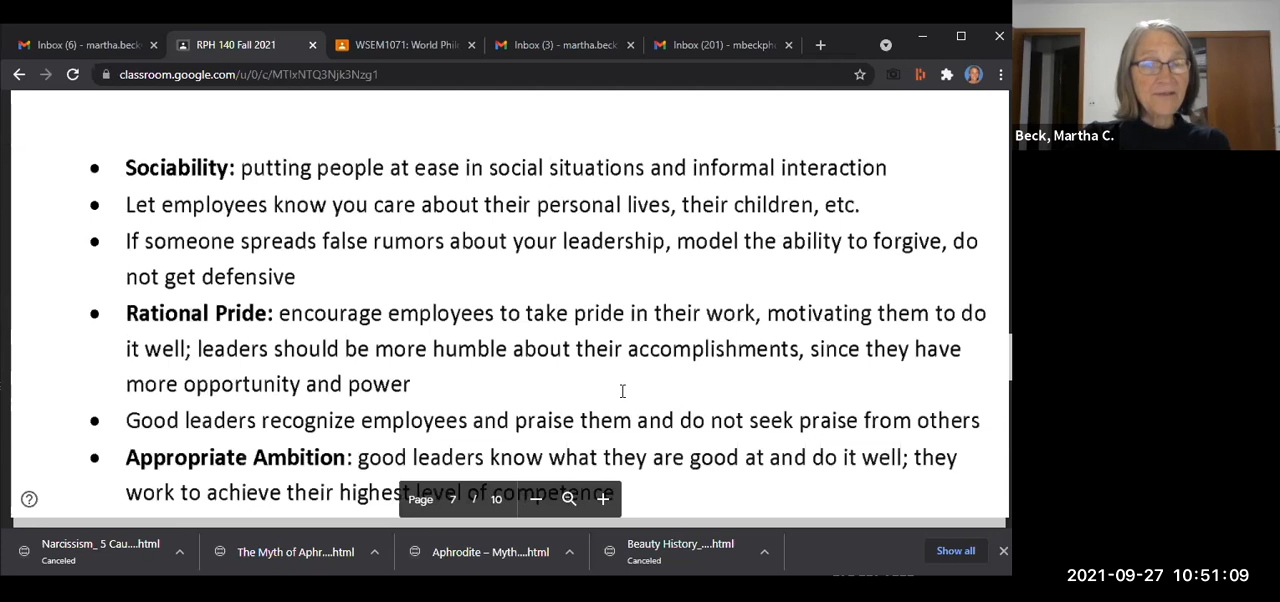 Inbox (6) - martha.beck
RPH 140 Fall 2021
WSEM1071: World Phil
Inbox (3) - martha.beck
Inbox (201) - mbeckph
classroom.google.com/u/0/c/MTIxNTQ3Njk3Nzg1
Beck, Martha C.
• Sociability: putting people at ease in social situations and informal interaction
• Let employees know you care about their personal lives, their children, etc.
• If someone spreads false rumors about your leadership, model the ability to forgive, do
not get defensive
• Rational Pride: encourage employees to take pride in their work, motivating them to do
it well; leaders should be more humble about their accomplishments, since they have
more opportunity and power
• Good leaders recognize employees and praise them and do not seek praise from others
• Appropriate Ambition: good leaders know what they are good at and do it well; they
work to achieve their highest level of competence
Page 7 / 10
Narcissism_ 5 Cau....html
Canceled
The Myth of Aphr....html
Aphrodite – Myth....html
Beauty History_....html
Canceled
Show all
2021-09-27 10:51:09